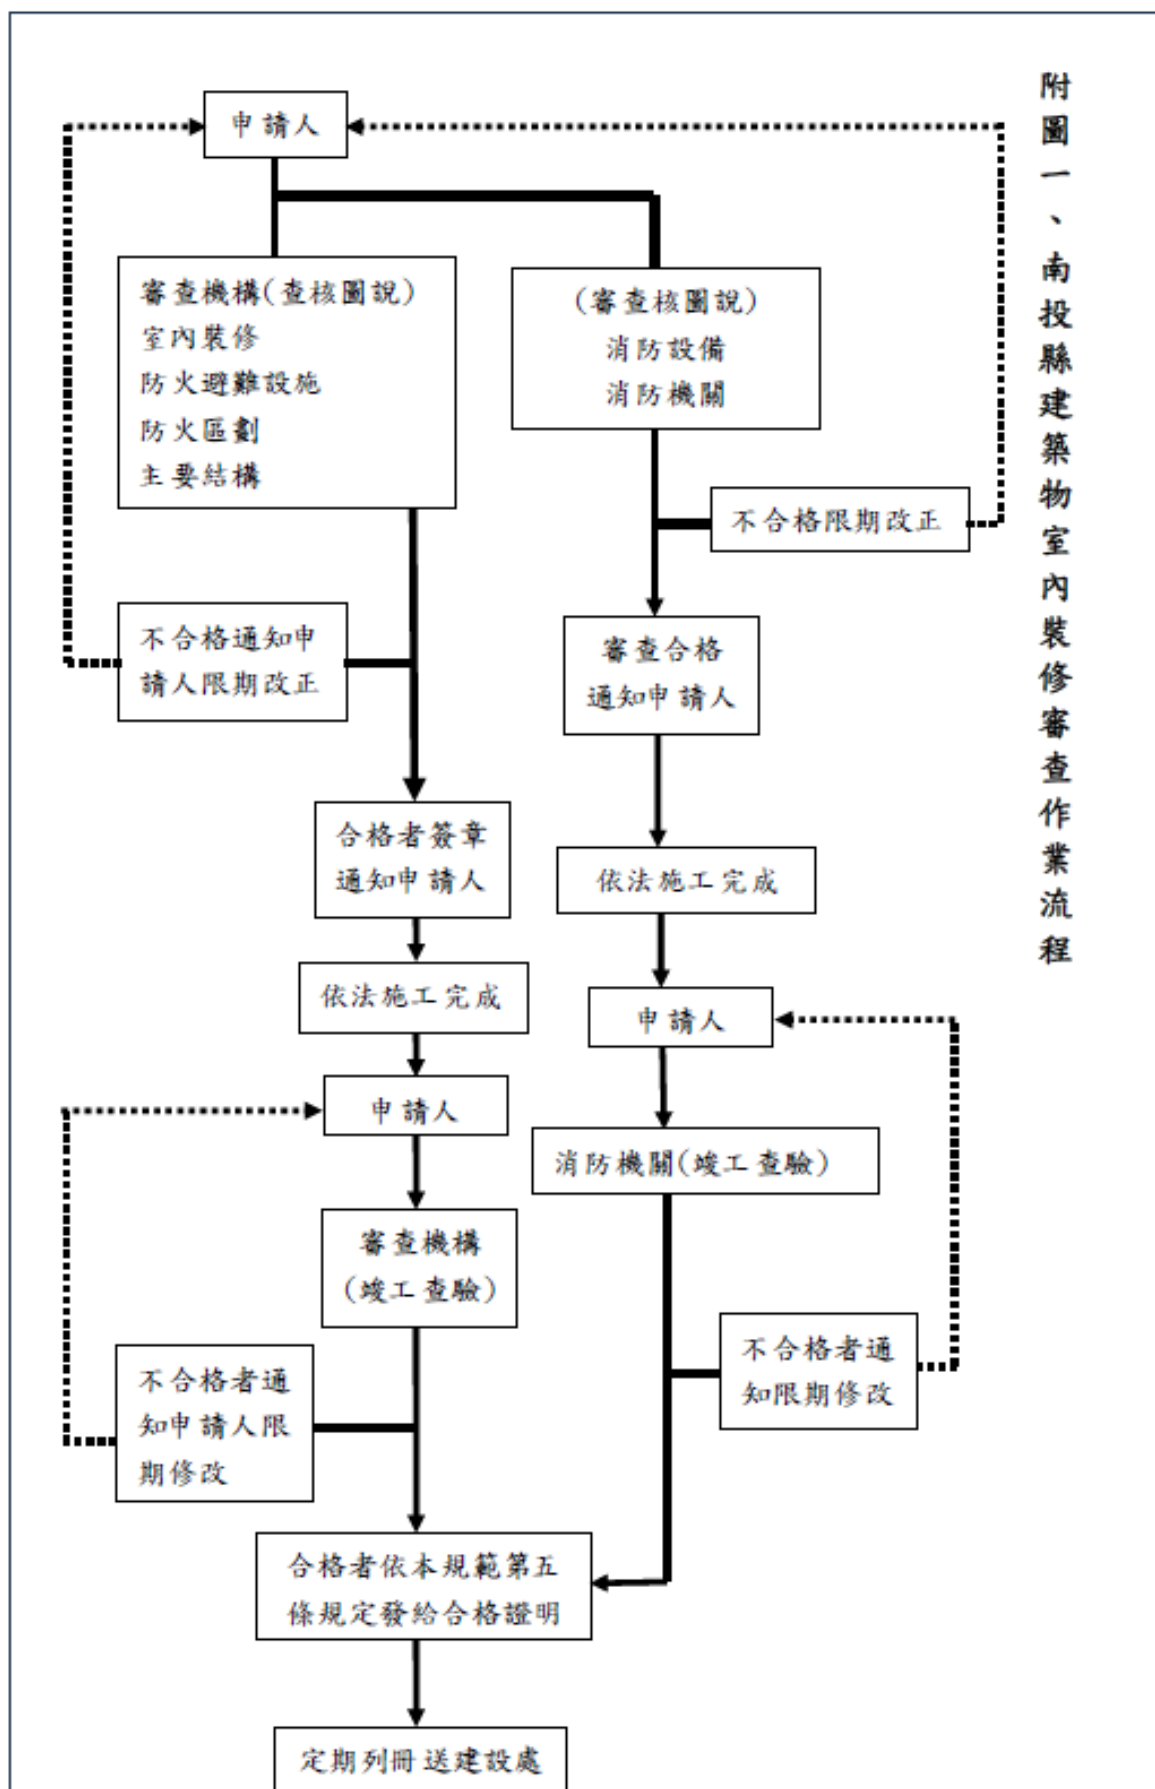 附圖一、南投縣建築物室內裝修審查作業流程
申請人
審查機構(查核圖說)
室內裝修
防火避難設施
防火區劃
主要結構
(審查核圖說)
消防設備
消防機關
不合格限期改正
不合格通知申
請人限期改正
審查合格
通知申請人
合格者簽章
通知申請人
依法施工完成
依法施工完成
申請人
申請人
消防機關(竣工查驗)
審查機構
(竣工查驗)
不合格者通
知限期修改
不合格者通
知申請人限
期修改
合格者依本規範第五
條規定發給合格證明
定期列冊送建設處